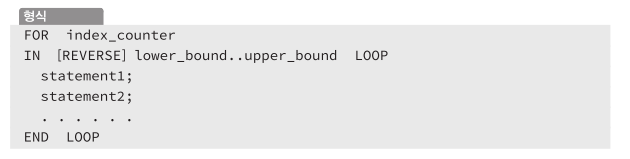 형식
FOR index_counter
IN [REVERSE] lower_bound..upper_bound LOOP
statement1;
statement2;
. . . . . .
END LOOP